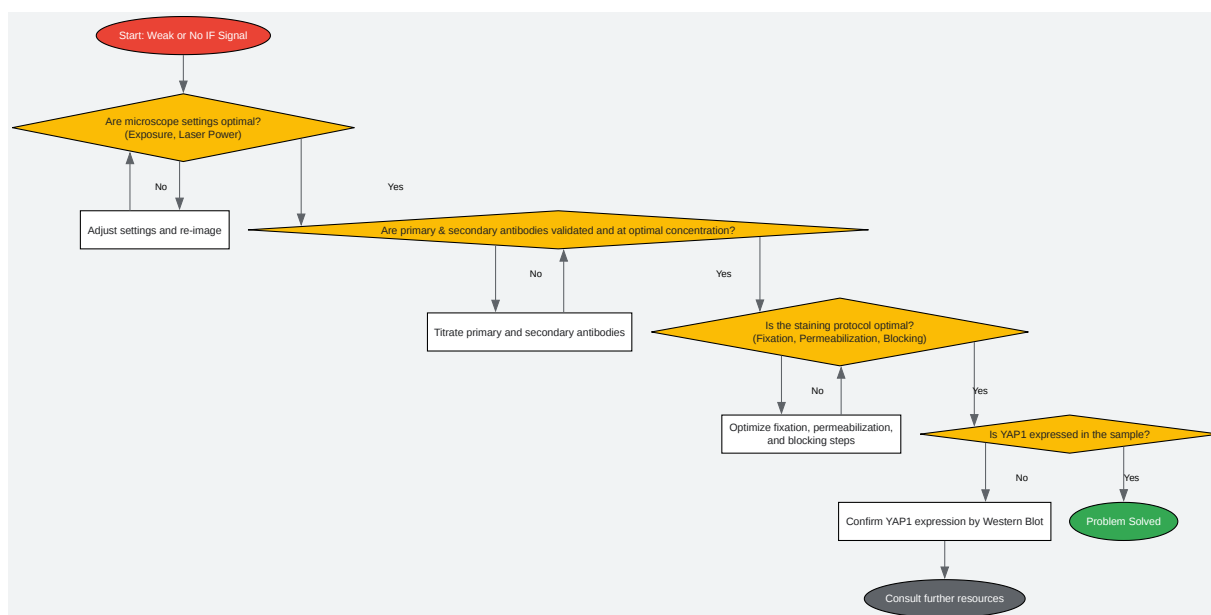 Start: Weak or No IF Signal
Are microscope settings optimal?
(Exposure, Laser Power)
No
Yes
Adjust settings and re-image
Are primary & secondary antibodies validated and at optimal concentration?
No
Yes
Titrate primary and secondary antibodies
Is the staining protocol optimal?
(Fixation, Permeabilization, Blocking)
No
Yes
Optimize fixation, permeabilization,
and blocking steps
Is YAP1 expressed in the sample?
No
Yes
Confirm YAP1 expression by Western Blot
Problem Solved
Consult further resources